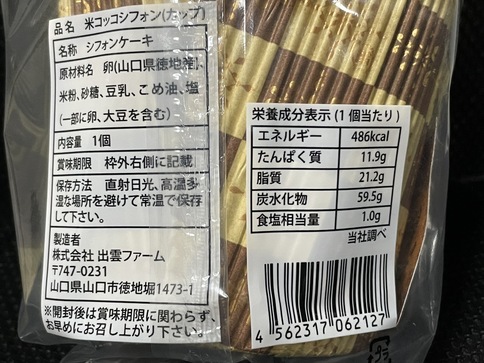 品名 米コッコシフォン(カップ)
名称 シフォンケーキ
原材料名 卵(山口県徳地産)、
米粉、砂糖、豆乳、こめ油、塩
(一部に卵、大豆を含む)
内容量 1個
賞味期限 枠外右側に記載
保存方法 直射日光、高温多
湿な場所を避けて常温で保存
して下さい。
製造者
株式会社 出雲ファーム
〒747-0231
山口県山口市徳地堀1473-1
※開封後は賞味期限に関わらず、
お早めにお召し上がり下さい。
栄養成分表示(1個当たり)
エネルギー 486kcal
たんぱく質 11.9g
脂質 21.2g
炭水化物 59.5g
食塩相当量 1.0g
当社調べ
4 562317 062127
プラ